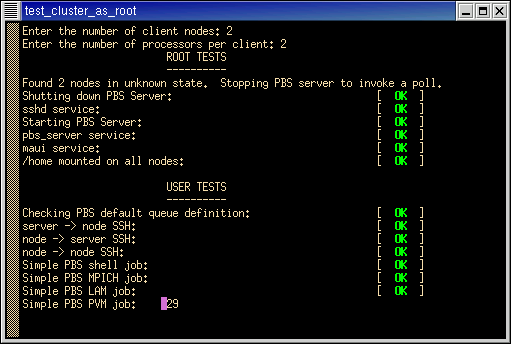 test_cluster_as_root
Enter the number of client nodes: 2
Enter the number of processors per client: 2
ROOT TESTS
----------
Found 2 nodes in unknown state.  Stopping PBS server to invoke a poll.
Shutting down PBS Server: [ OK ]
sshd service: [ OK ]
Starting PBS Server: [ OK ]
pbs_server service: [ OK ]
maui service: [ OK ]
/home mounted on all nodes: [ OK ]
USER TESTS
----------
Checking PBS default queue definition: [ OK ]
server -> node SSH: [ OK ]
node -> server SSH: [ OK ]
node -> node SSH: [ OK ]
Simple PBS shell job: [ OK ]
Simple PBS MPICH job: [ OK ]
Simple PBS LAM job: [ OK ]
Simple PBS PVM job: 29